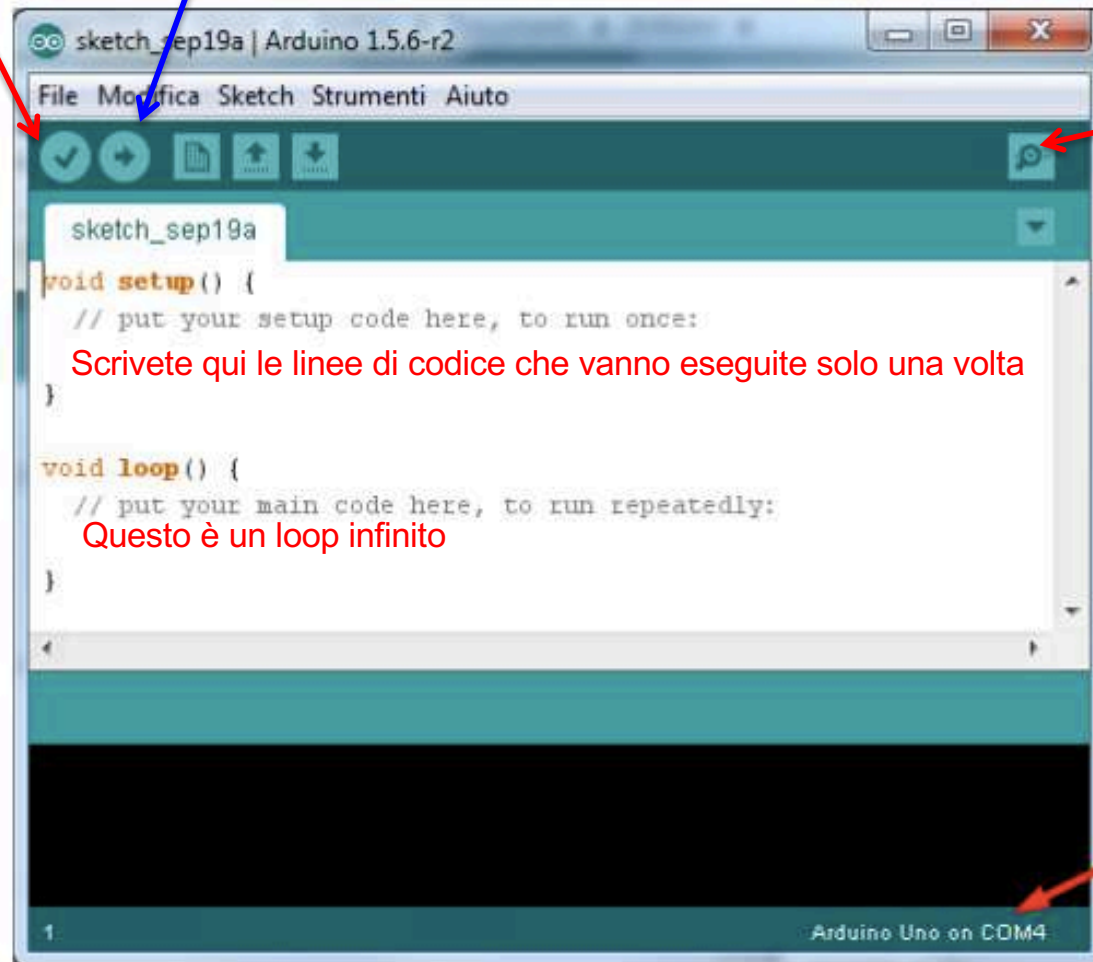 sketch_sep19a | Arduino 1.5.6-r2
File Modifica Sketch Strumenti Aiuto
sketch_sep19a
void setup() {
// put your setup code here, to run once:
Scrivete qui le linee di codice che vanno eseguite solo una volta
}
void loop() {
// put your main code here, to run repeatedly:
Questo è un loop infinito
}
1 Arduino Uno on COM4